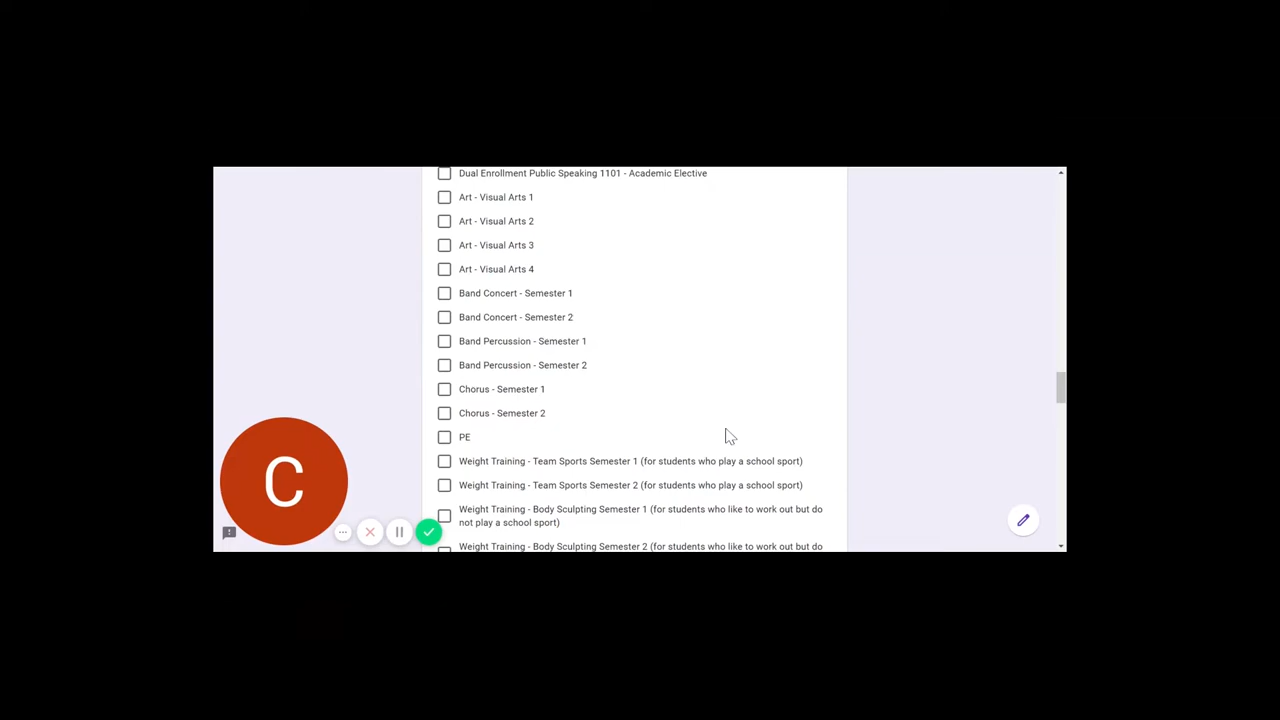 Dual Enrollment Public Speaking 1101 - Academic Elective
Art - Visual Arts 1
Art - Visual Arts 2
Art - Visual Arts 3
Art - Visual Arts 4
Band Concert - Semester 1
Band Concert - Semester 2
Band Percussion - Semester 1
Band Percussion - Semester 2
Chorus - Semester 1
Chorus - Semester 2
PE
Weight Training - Team Sports Semester 1 (for students who play a school sport)
Weight Training - Team Sports Semester 2 (for students who play a school sport)
Weight Training - Body Sculpting Semester 1 (for students who like to work out but do
not play a school sport)
Weight Training - Body Sculpting Semester 2 (for students who like to work out but do
C